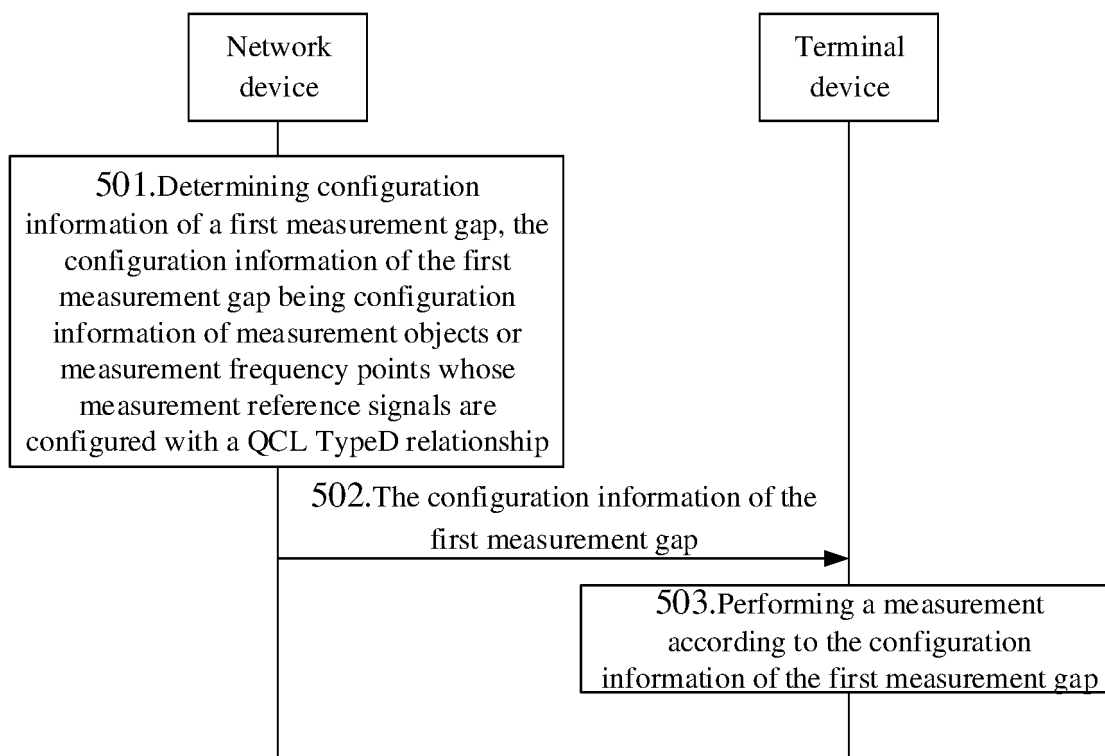 Network
device
Terminal
device
501.Determining configuration
information of a first measurement gap, the
configuration information of the first
measurement gap being configuration
information of measurement objects or
measurement frequency points whose
measurement reference signals are
configured with a QCL TypeD relationship
502.The configuration information of the
first measurement gap
503.Performing a measurement
according to the configuration
information of the first measurement gap